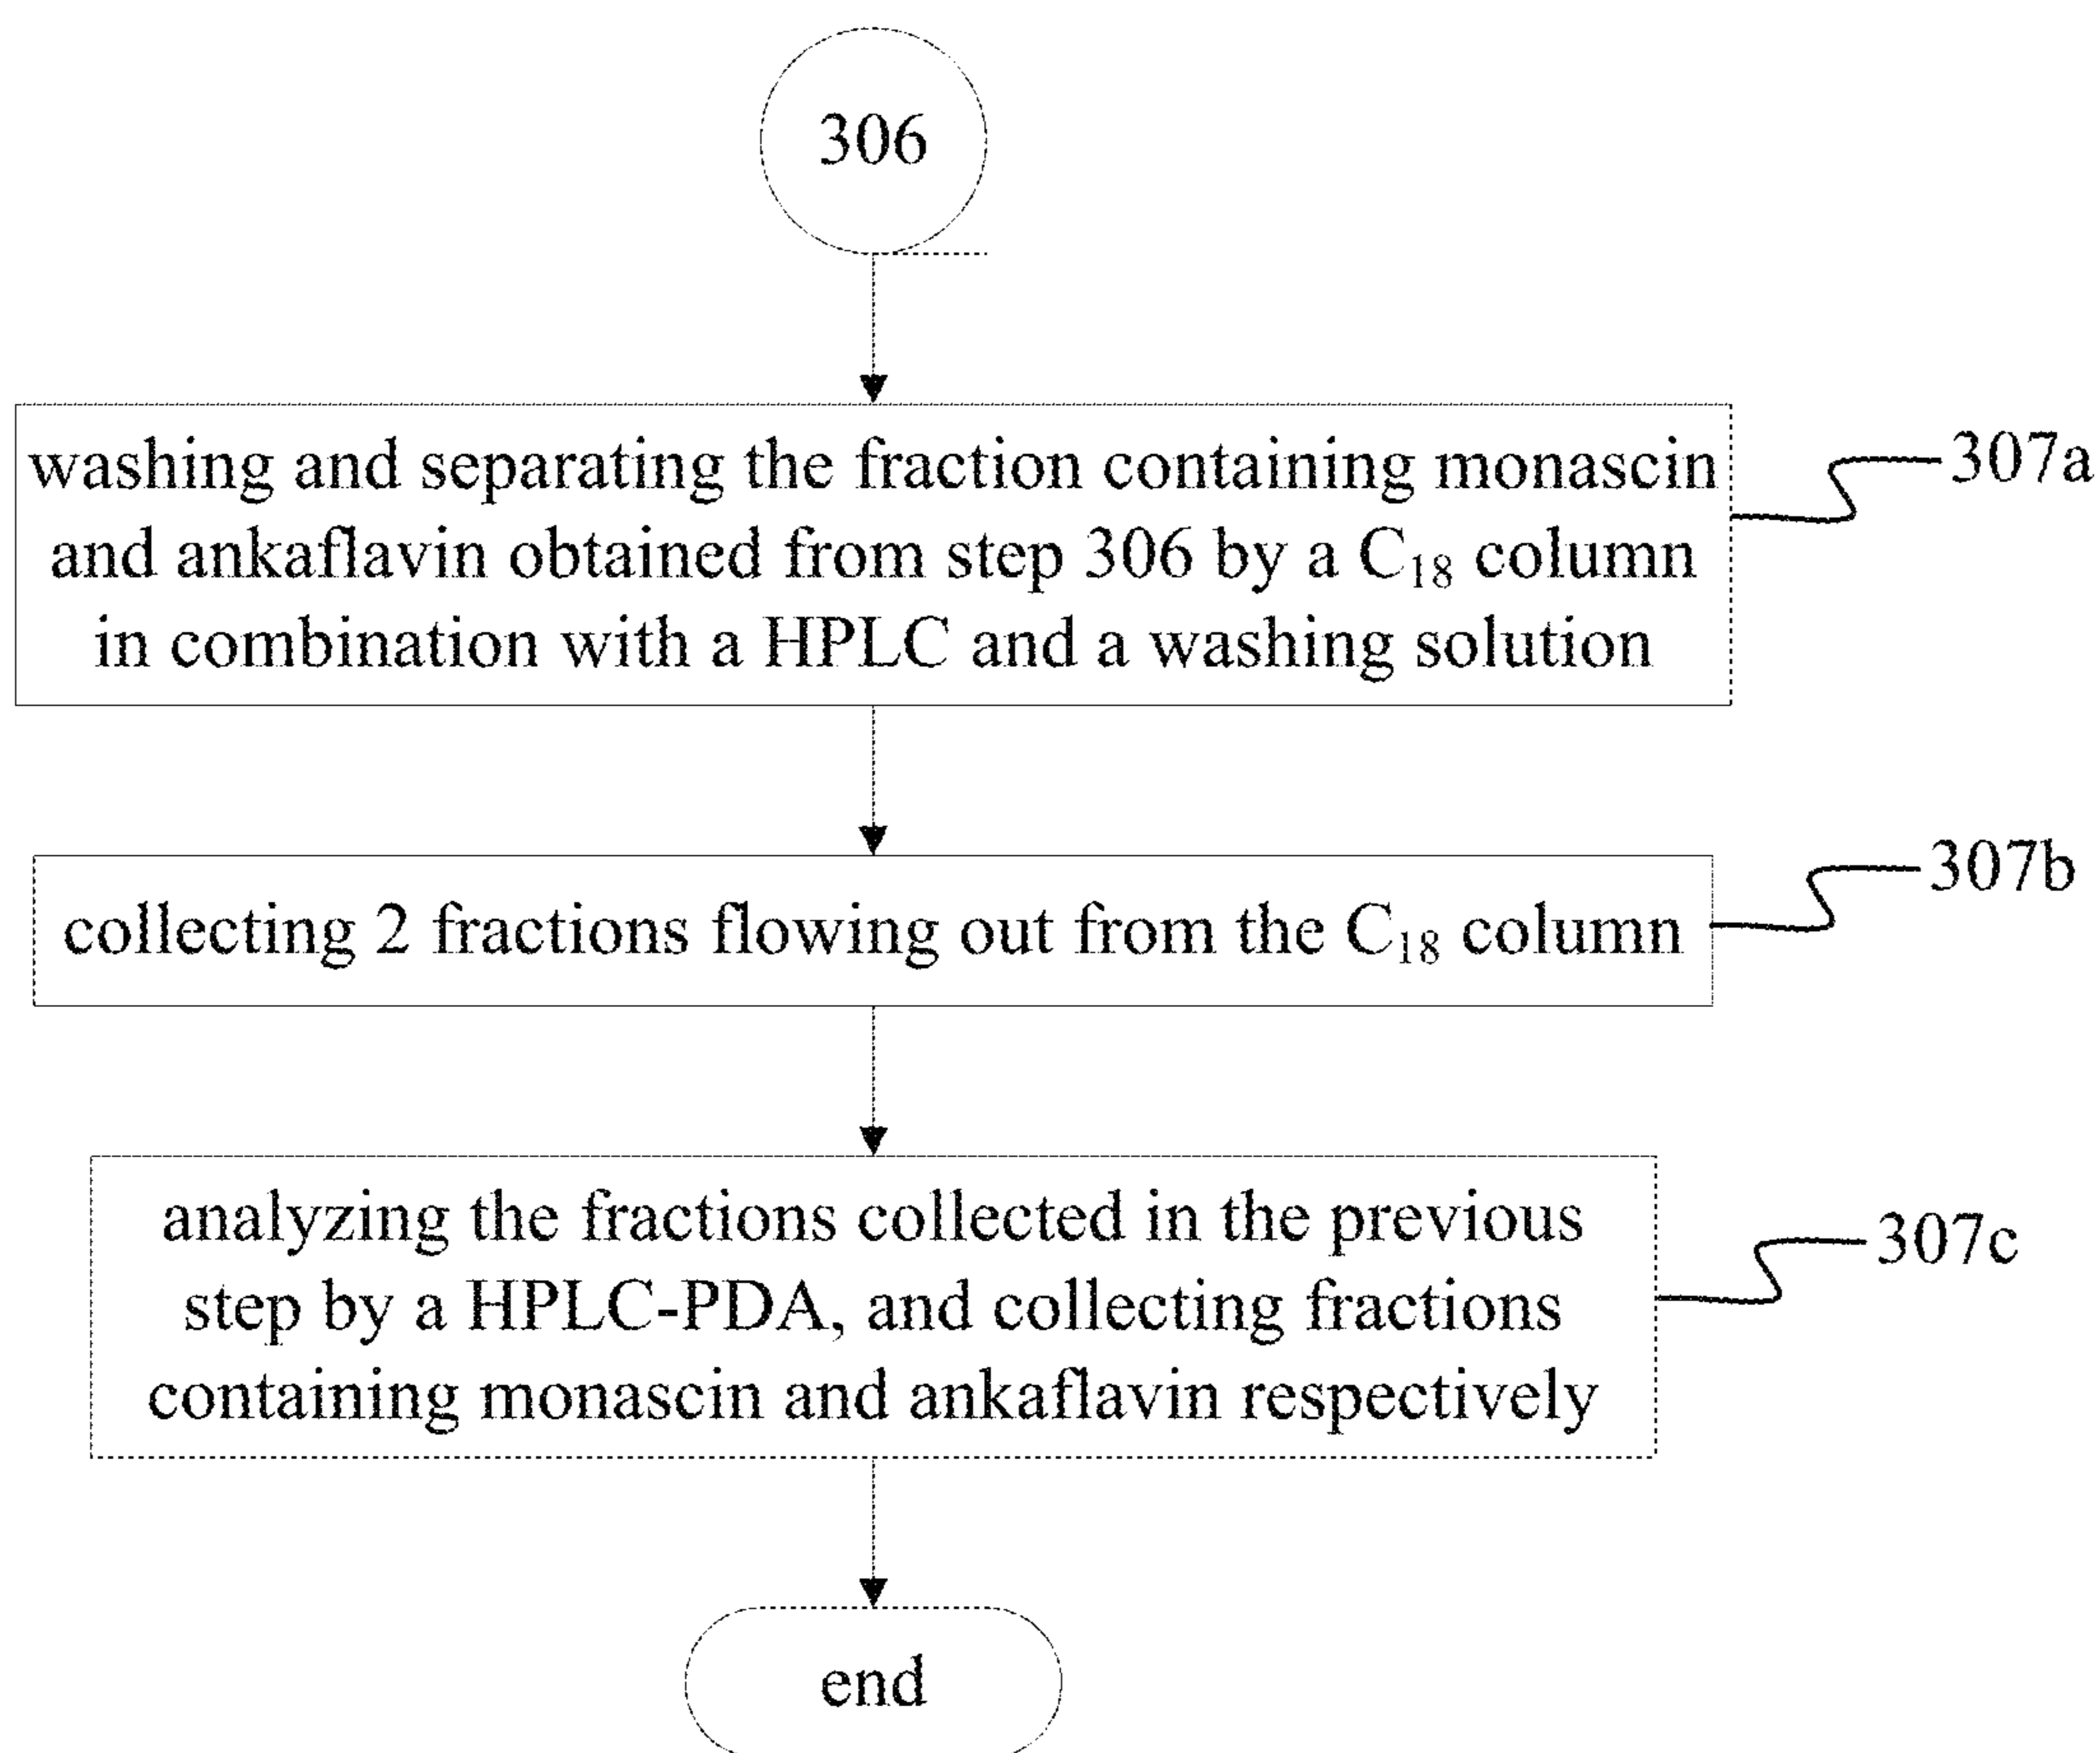 306
washing and separating the fraction containing monascin
and ankaflavin obtained from step 306 by a C₁₈ column
in combination with a HPLC and a washing solution
307a
collecting 2 fractions flowing out from the C₁₈ column
307b
analyzing the fractions collected in the previous
step by a HPLC-PDA, and collecting fractions
containing monascin and ankaflavin respectively
307c
end